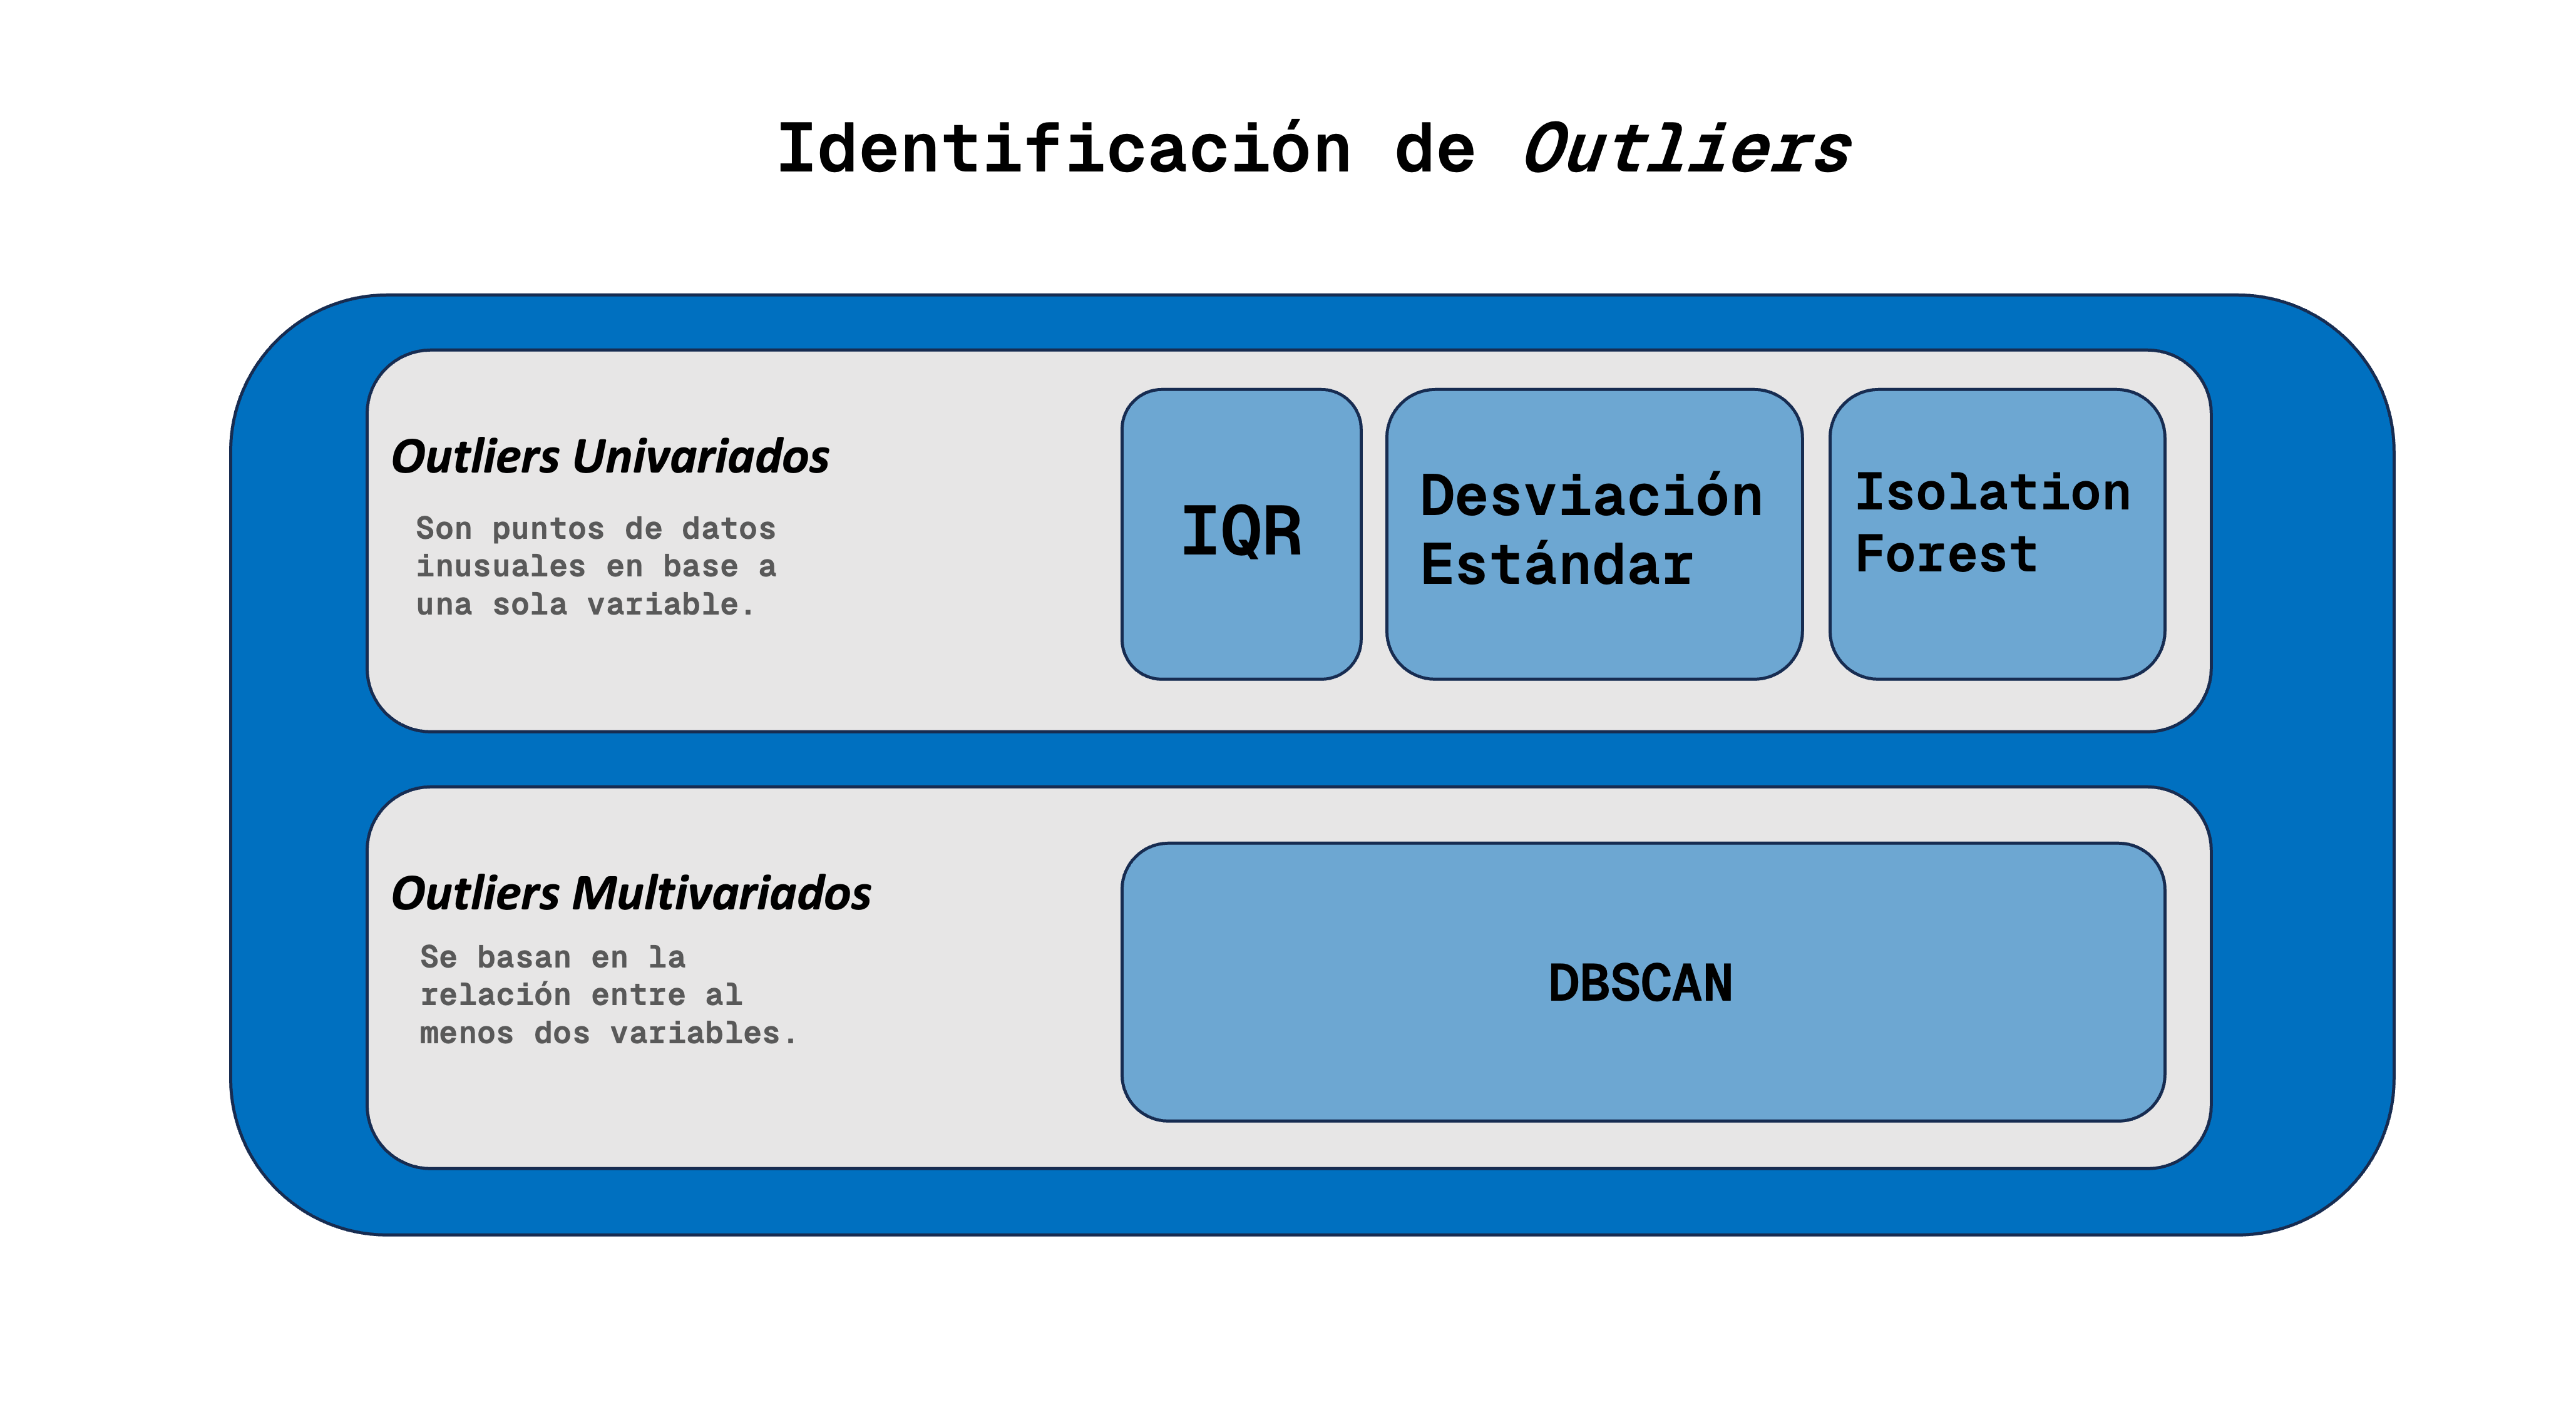 Identificación de Outliers
Outliers Univariados
Son puntos de datos
inusuales en base a
una sola variable.
IQR
Desviación
Estándar
Isolation
Forest
Outliers Multivariados
Se basan en la
relación entre al
menos dos variables.
DBSCAN